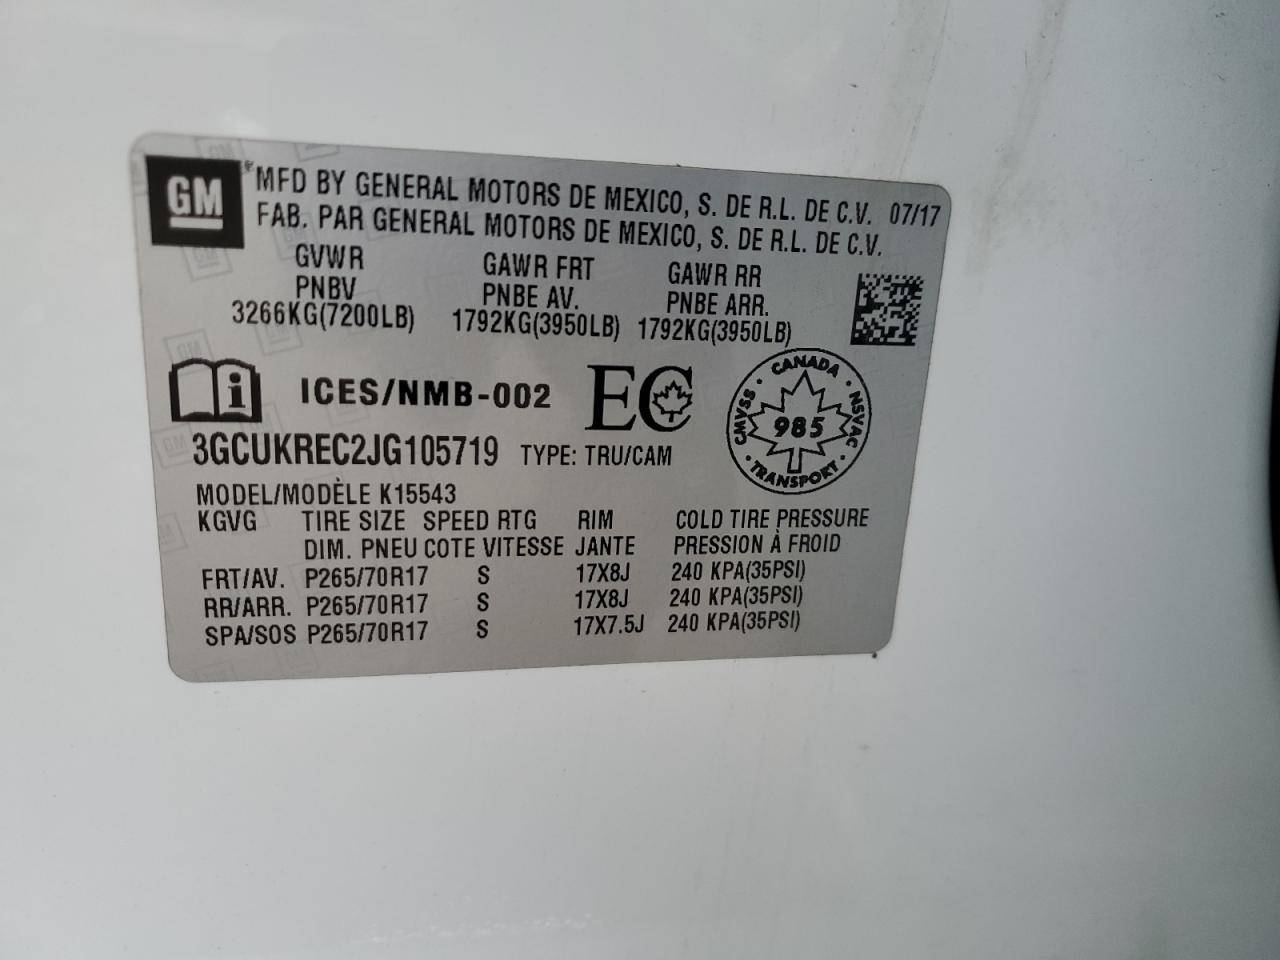 GM® MFD BY GENERAL MOTORS DE MEXICO, S. DE R.L. DE C.V. 07/17
FAB. PAR GENERAL MOTORS DE MEXICO, S. DE R.L. DE C.V.
GVWR GAWR FRT GAWR RR
PNBV PNBE AV. PNBE ARR.
3266KG(7200LB) 1792KG(3950LB) 1792KG(3950LB)
i ICES/NMB-002 EC
CANADA NSVAC TRANSPORT CMVSS
985
3GCUKREC2JG105719 TYPE: TRU/CAM
MODEL/MODÈLE K15543
KGVG TIRE SIZE SPEED RTG RIM COLD TIRE PRESSURE
DIM. PNEU COTE VITESSE JANTE PRESSION À FROID
FRT/AV. P265/70R17 S 17X8J 240 KPA(35PSI)
RR/ARR. P265/70R17 S 17X8J 240 KPA(35PSI)
SPA/SOS P265/70R17 S 17X7.5J 240 KPA(35PSI)